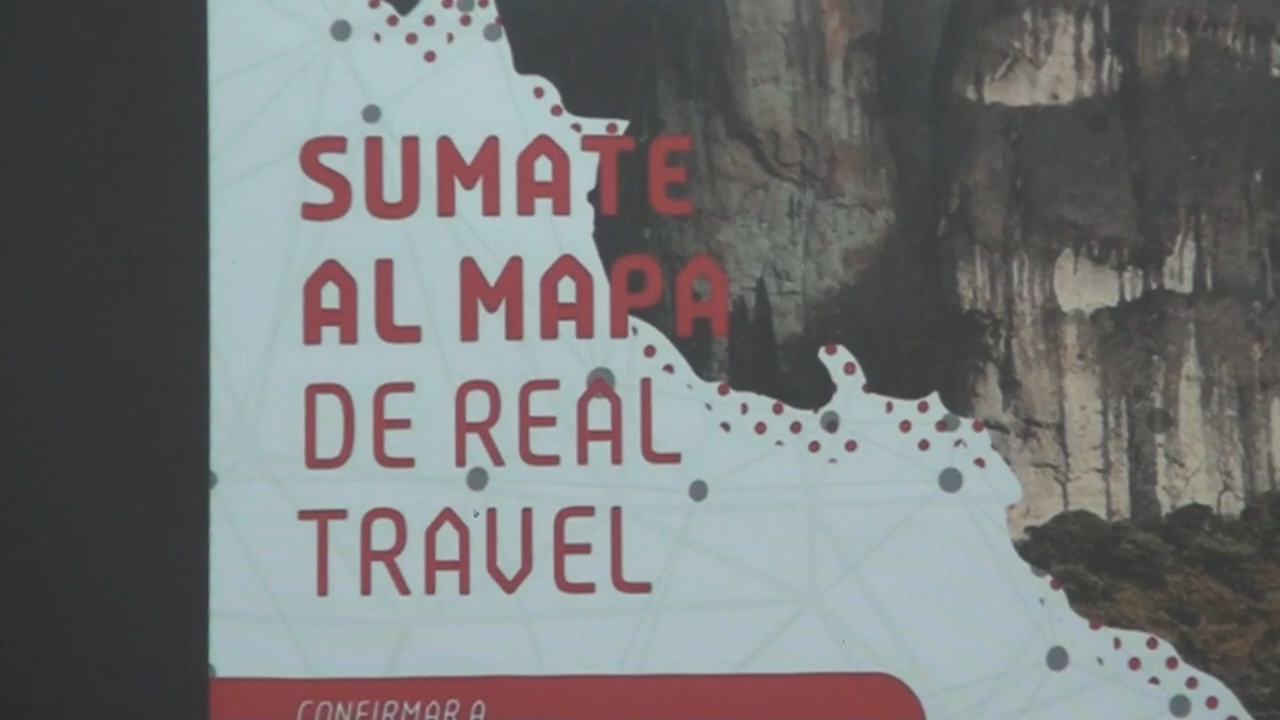 SUMATE
AL MAPA
DE REAL
TRAVEL
CONFIRMAR A